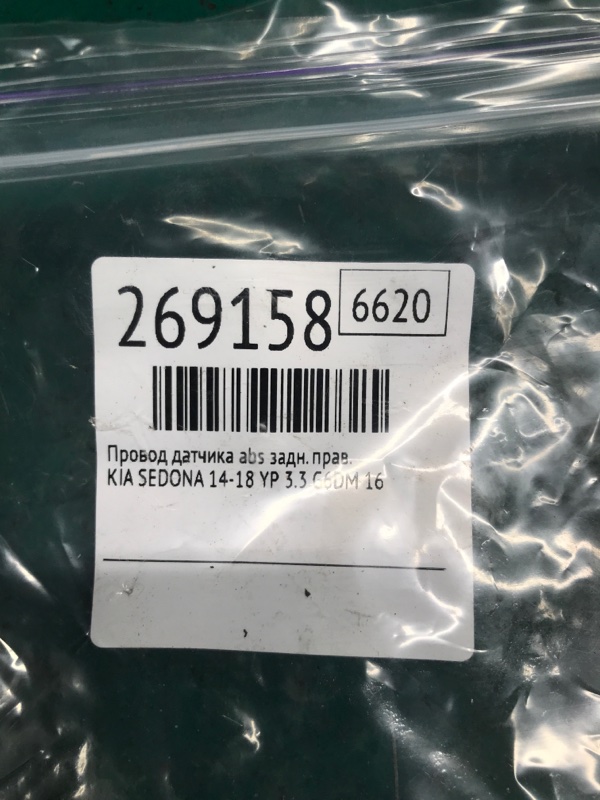 269158 6620
Провод датчика abs задн. прав.
KIA SEDONA 14-18 YP 3.3 G6DM 16